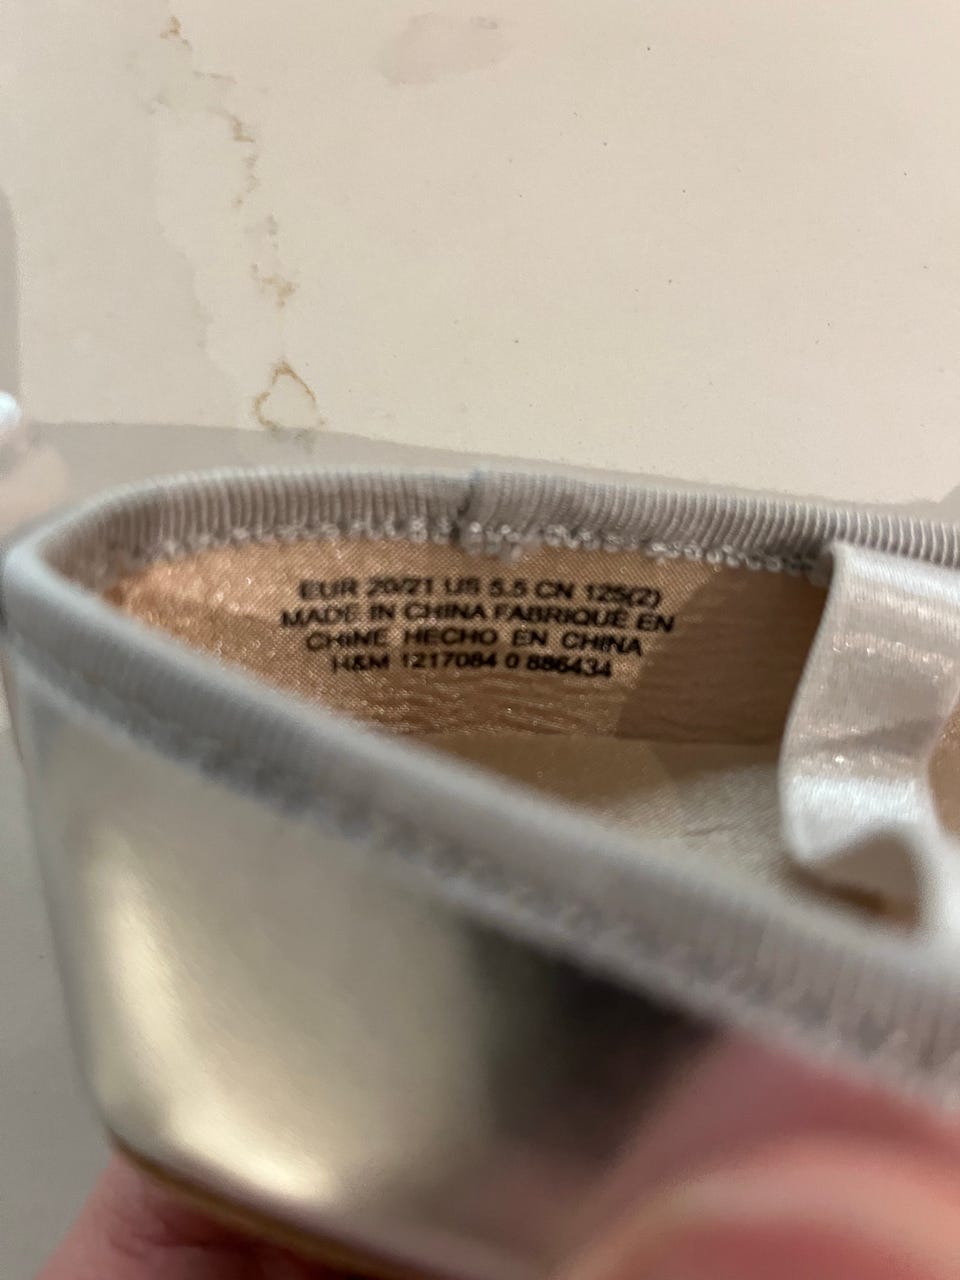 EUR 20/21 US 5.5 CN 125(2)
MADE IN CHINA FABRIQUÉ EN
CHINE HECHO EN CHINA
H&M 1217084 0 886434